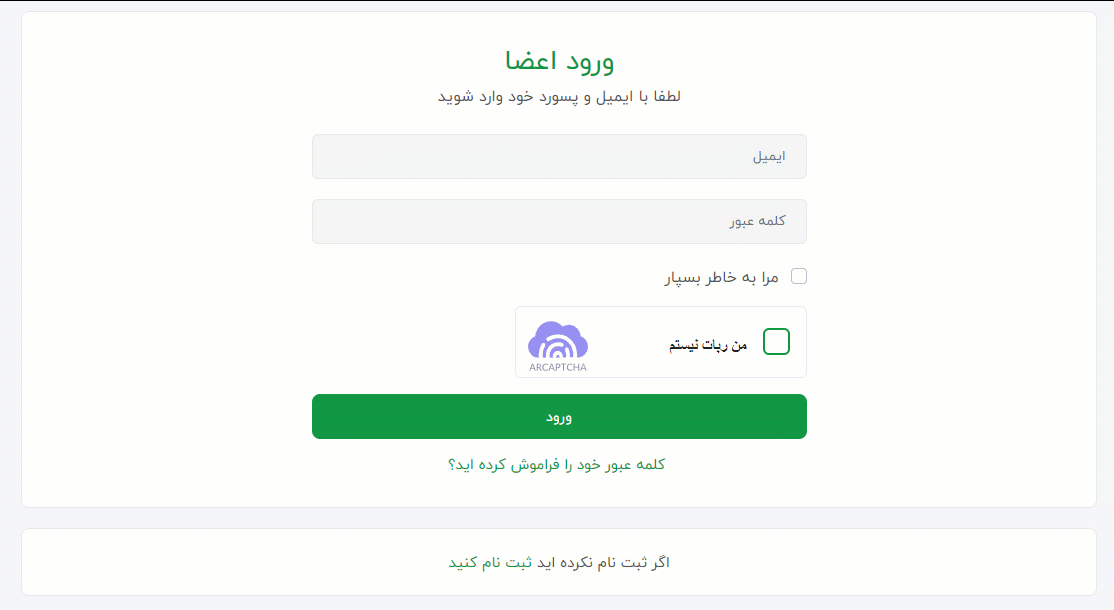 ورود اعضا
لطفا با ایمیل و پسورد خود وارد شوید
ایمیل
کلمه عبور
مرا به خاطر بسپار
من ربات نیستم
ARCAPTCHA
ورود
کلمه عبور خود را فراموش کرده اید؟
اگر ثبت نام نکرده اید ثبت نام کنید